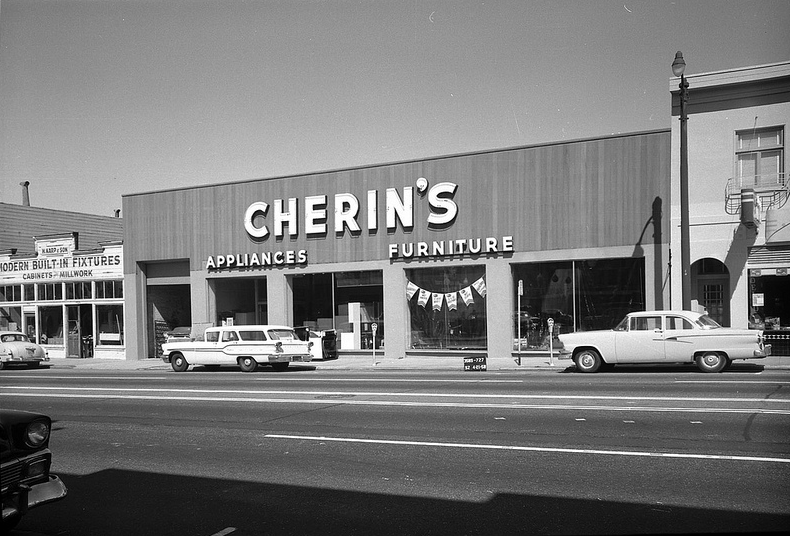 CHERIN'S
APPLIANCES
FURNITURE
MODERN BUILT-IN FIXTURES
CABINETS MILLWORK